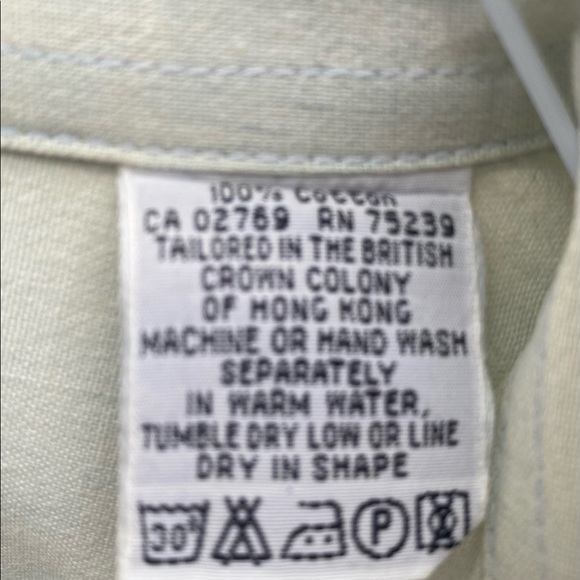 100% Cotton
CA 02769 RN 75239
TAILORED IN THE BRITISH
CROWN COLONY
OF HONG KONG
MACHINE OR HAND WASH
SEPARATELY
IN WARM WATER,
TUMBLE DRY LOW OR LINE
DRY IN SHAPE
30° P